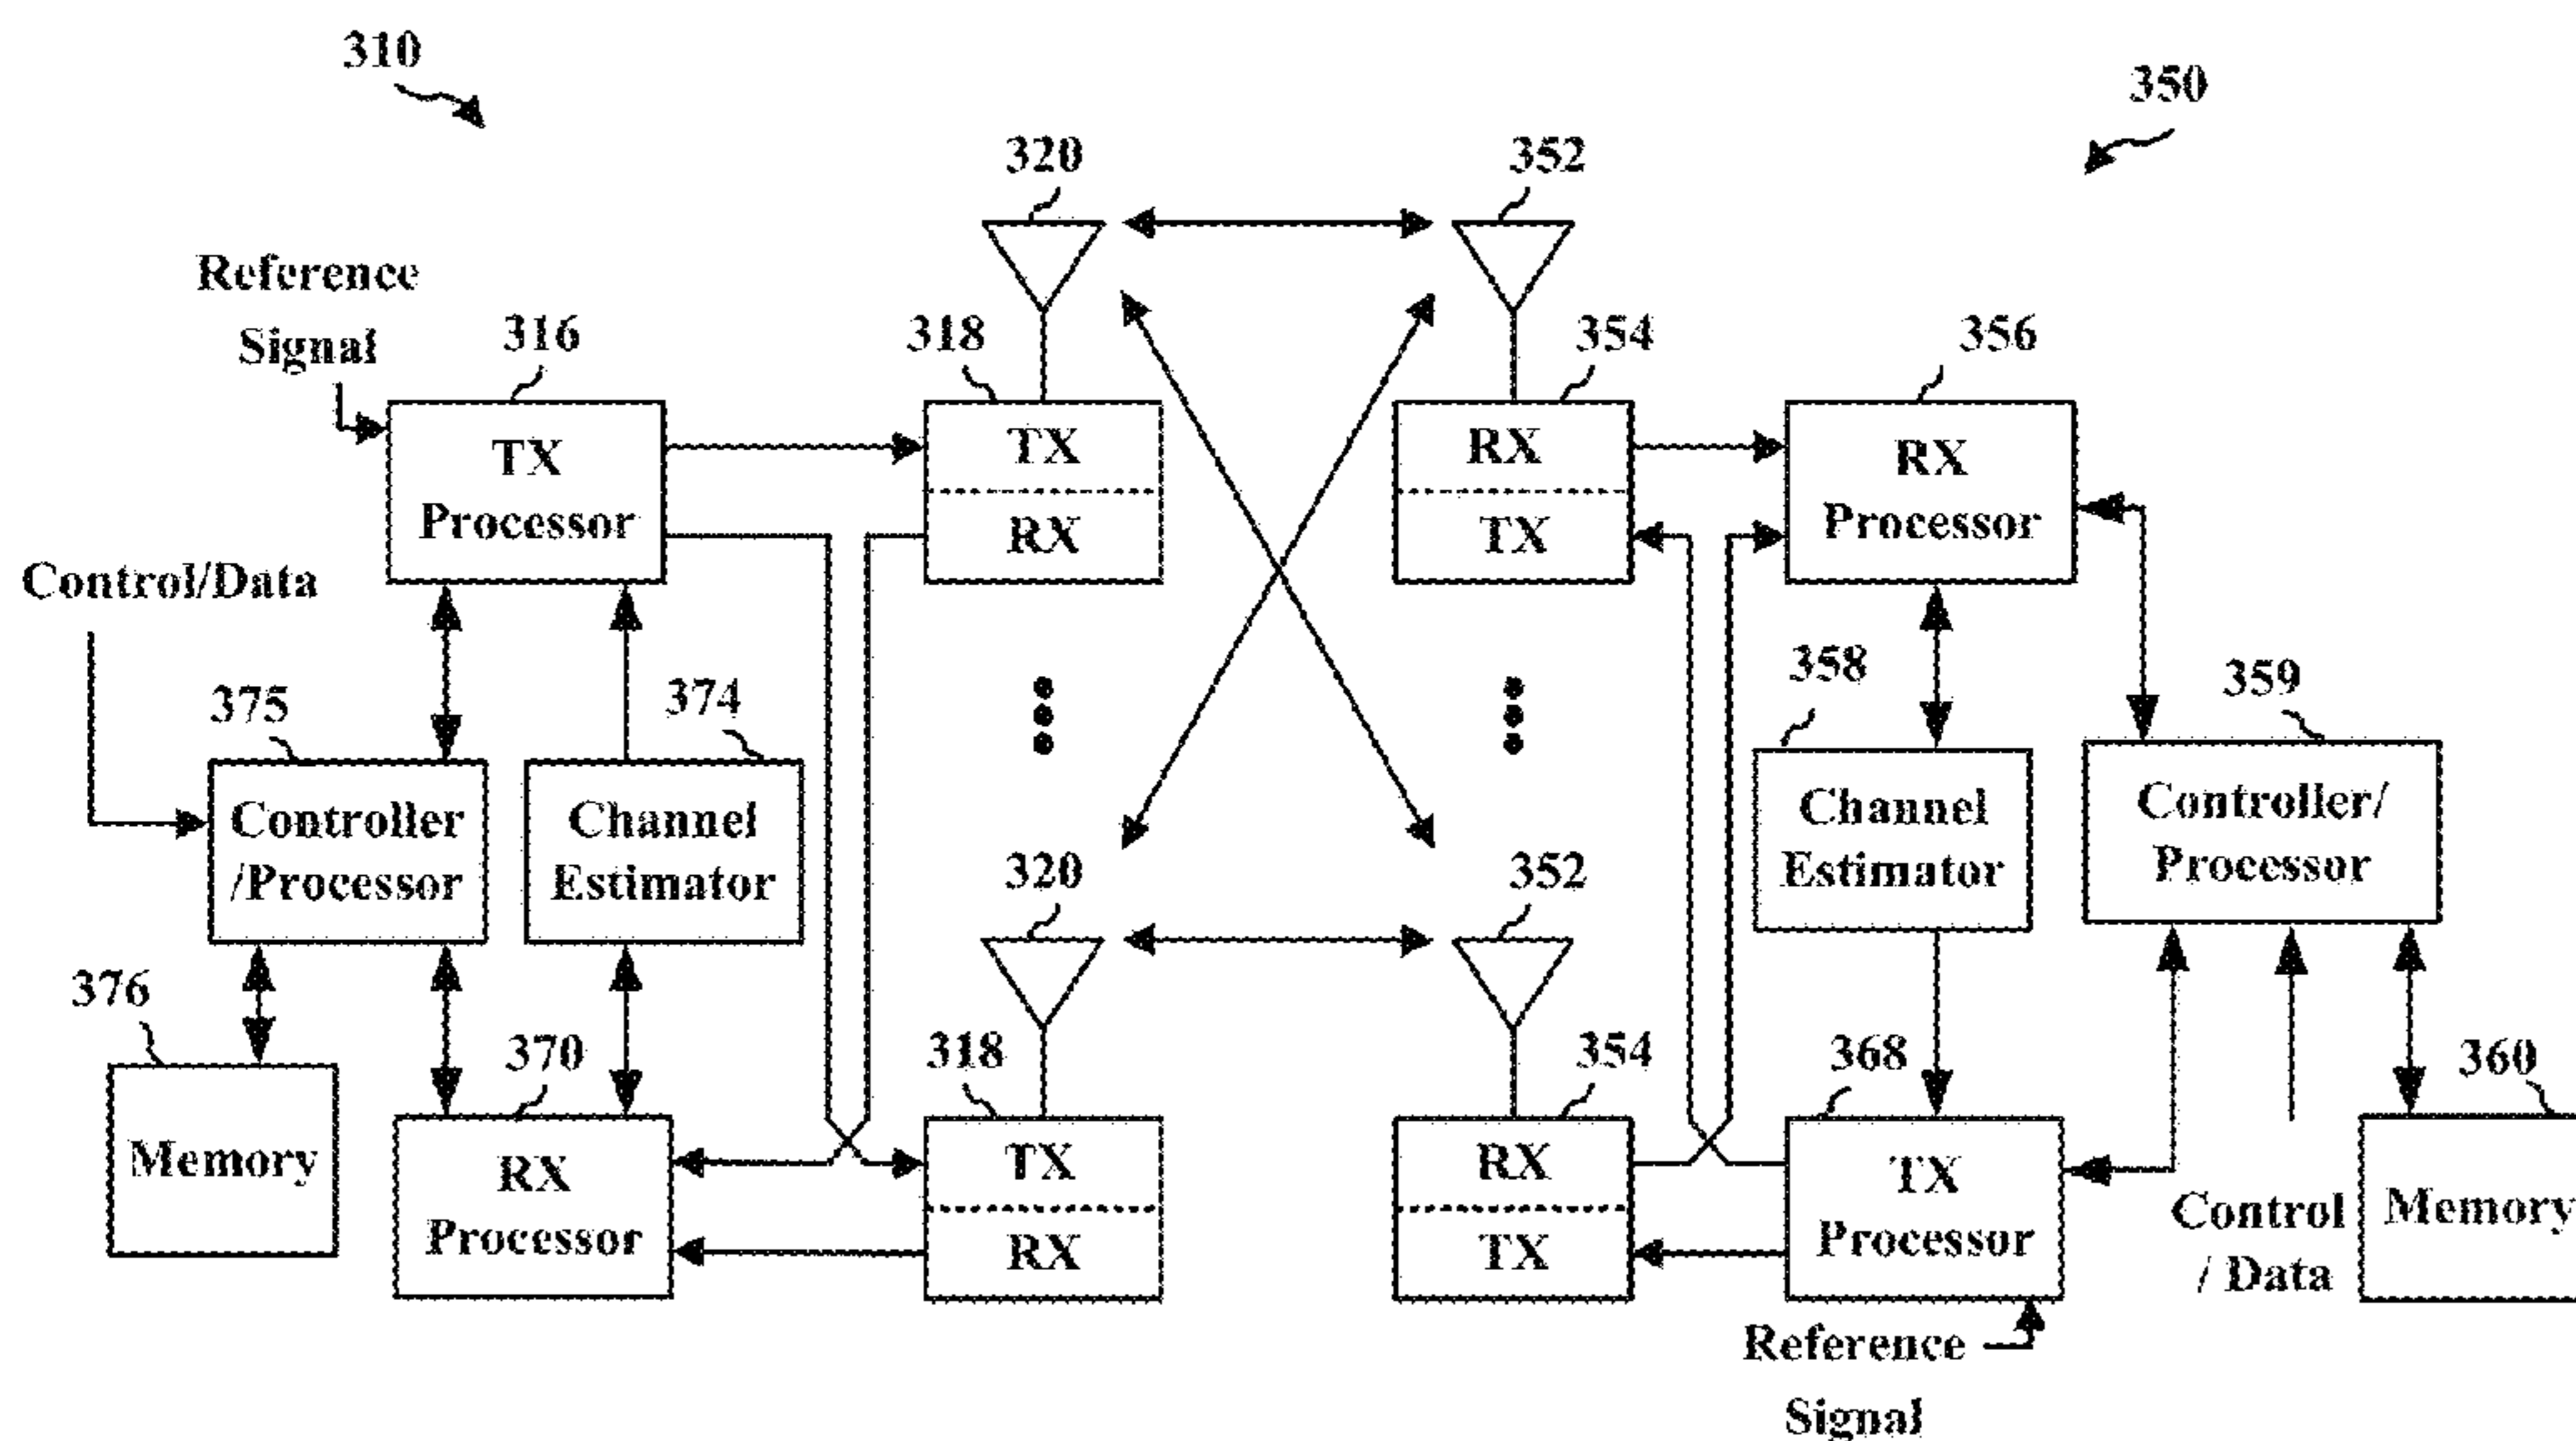 310
350
320
352
Reference
Signal
316
318
354
356
TX
Processor
TX
RX
RX
TX
RX
Processor
Control/Data
375
374
358
359
Controller
/Processor
Channel
Estimator
Channel
Estimator
Controller/
Processor
320
352
376
370
318
354
368
360
Memory
RX
Processor
TX
RX
RX
TX
TX
Processor
Control
/ Data
Memory
Reference
Signal